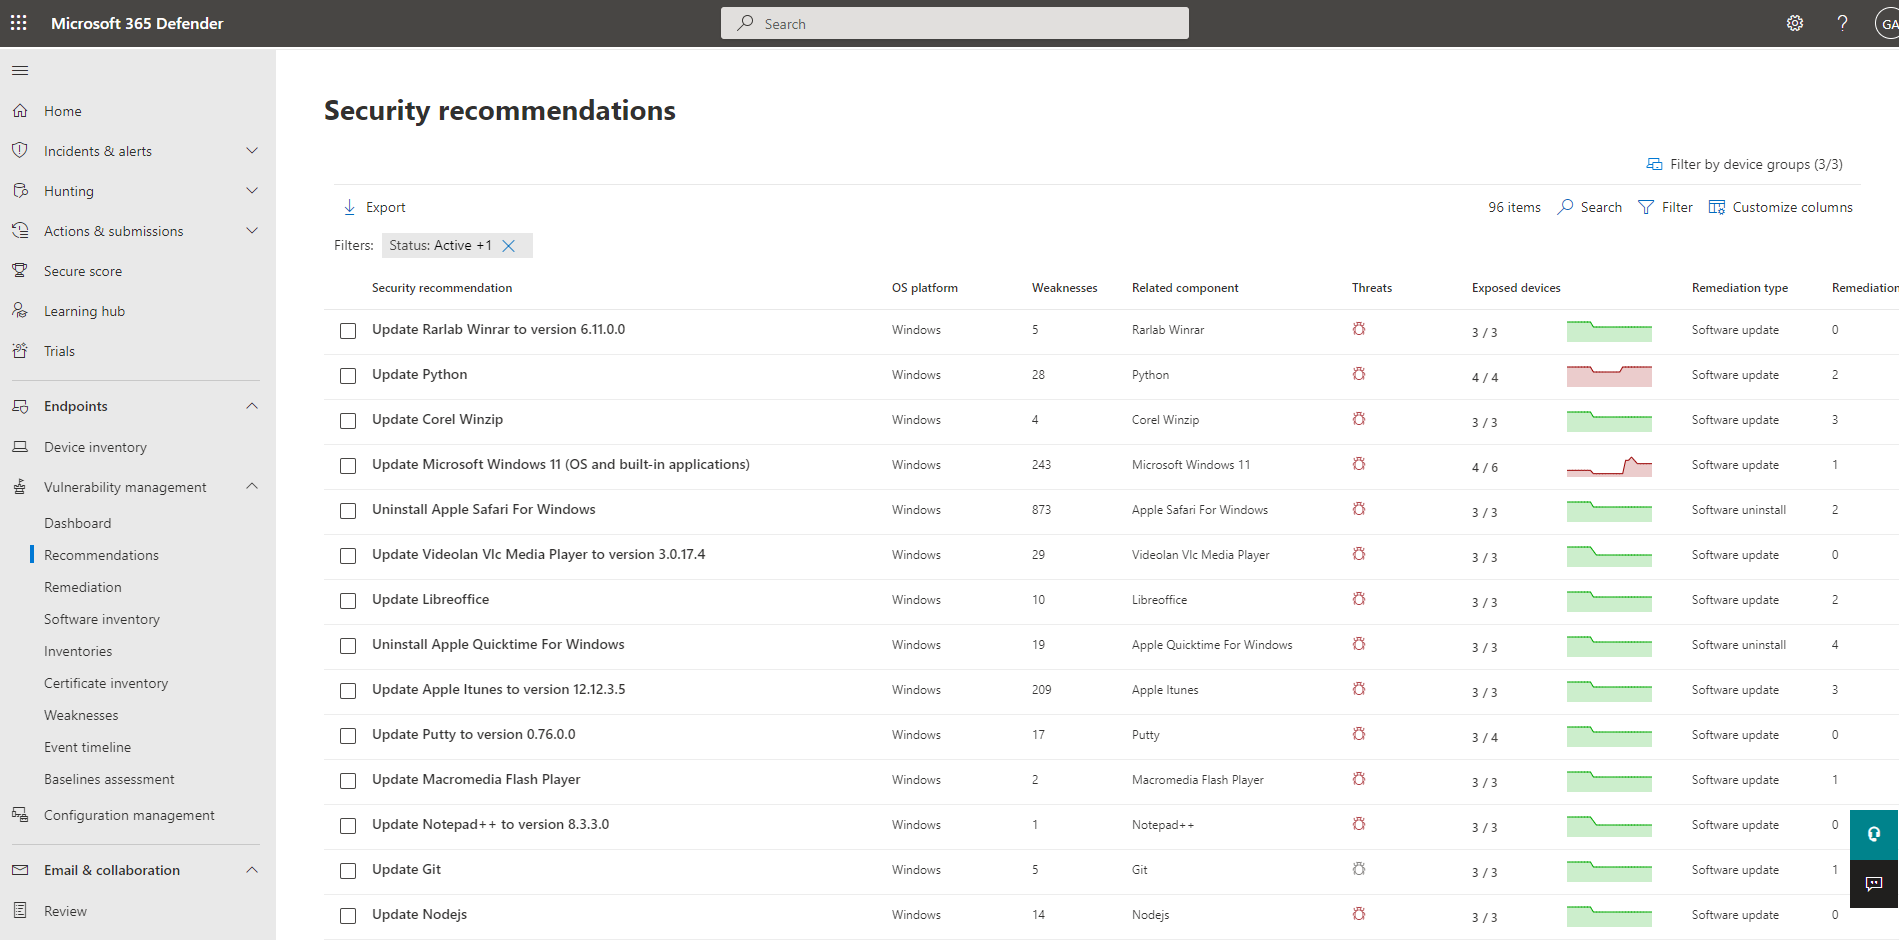 Microsoft 365 Defender
Search
?
GA
Home
Incidents & alerts
Hunting
Actions & submissions
Secure score
Learning hub
Trials
Endpoints
Device inventory
Vulnerability management
Dashboard
Recommendations
Remediation
Software inventory
Inventories
Certificate inventory
Weaknesses
Event timeline
Baselines assessment
Configuration management
Email & collaboration
Review
Security recommendations
Filter by device groups (3/3)
Export
96 items Search Filter Customize columns
Filters: Status: Active +1
Security recommendation OS platform Weaknesses Related component Threats Exposed devices Remediation type Remediation
Update Rarlab Winrar to version 6.11.0.0 Windows 5 Rarlab Winrar 3 / 3 Software update 0
Update Python Windows 28 Python 4 / 4 Software update 2
Update Corel Winzip Windows 4 Corel Winzip 3 / 3 Software update 3
Update Microsoft Windows 11 (OS and built-in applications) Windows 243 Microsoft Windows 11 4 / 6 Software update 1
Uninstall Apple Safari For Windows Windows 873 Apple Safari For Windows 3 / 3 Software uninstall 2
Update Videolan Vlc Media Player to version 3.0.17.4 Windows 29 Videolan Vlc Media Player 3 / 3 Software update 0
Update Libreoffice Windows 10 Libreoffice 3 / 3 Software update 2
Uninstall Apple Quicktime For Windows Windows 19 Apple Quicktime For Windows 3 / 3 Software uninstall 4
Update Apple Itunes to version 12.12.3.5 Windows 209 Apple Itunes 3 / 3 Software update 3
Update Putty to version 0.76.0.0 Windows 17 Putty 3 / 4 Software update 0
Update Macromedia Flash Player Windows 2 Macromedia Flash Player 3 / 3 Software update 1
Update Notepad++ to version 8.3.3.0 Windows 1 Notepad++ 3 / 3 Software update 0
Update Git Windows 5 Git 3 / 3 Software update 1
Update Nodejs Windows 14 Nodejs 3 / 3 Software update 0